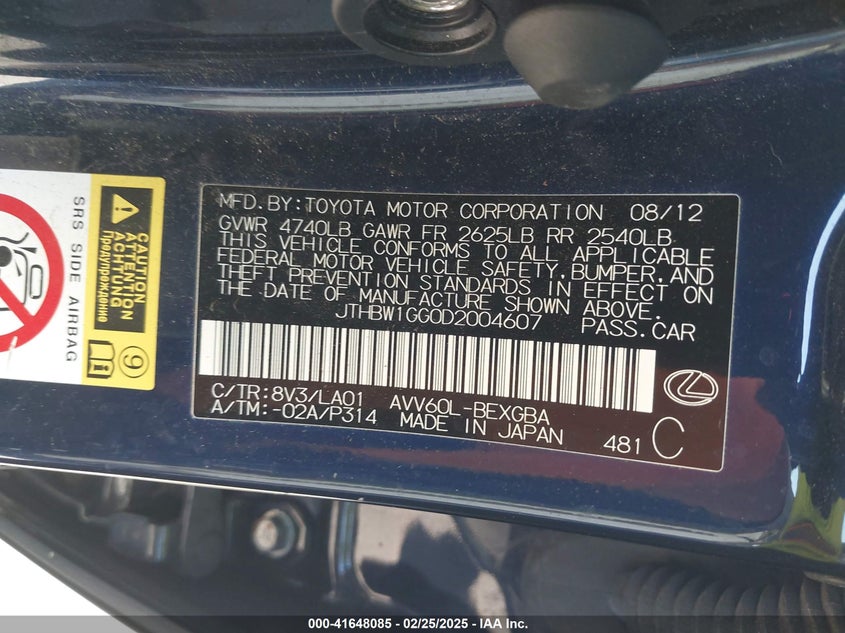 MFD.BY:TOYOTA MOTOR CORPORATION 08/12
GVWR 4740LB GAWR FR 2625LB RR 2540LB
THIS VEHICLE CONFORMS TO ALL APPLICABLE
FEDERAL MOTOR VEHICLE SAFETY,BUMPER,AND
THEFT PREVENTION STANDARDS IN EFFECT ON
THE DATE OF MANUFACTURE SHOWN ABOVE.
JTHBW1GG0D2004607 PASS.CAR
C/TR:8V3/LA01 AVV60L-BEXGBA
A/TM:-02A/P314 MADE IN JAPAN 481 C
SRS SIDE AIRBAG
CAUTION
ATTENTION
ACHTUNG
Предупреждение
9
000-41648085 - 02/25/2025 - IAA Inc.